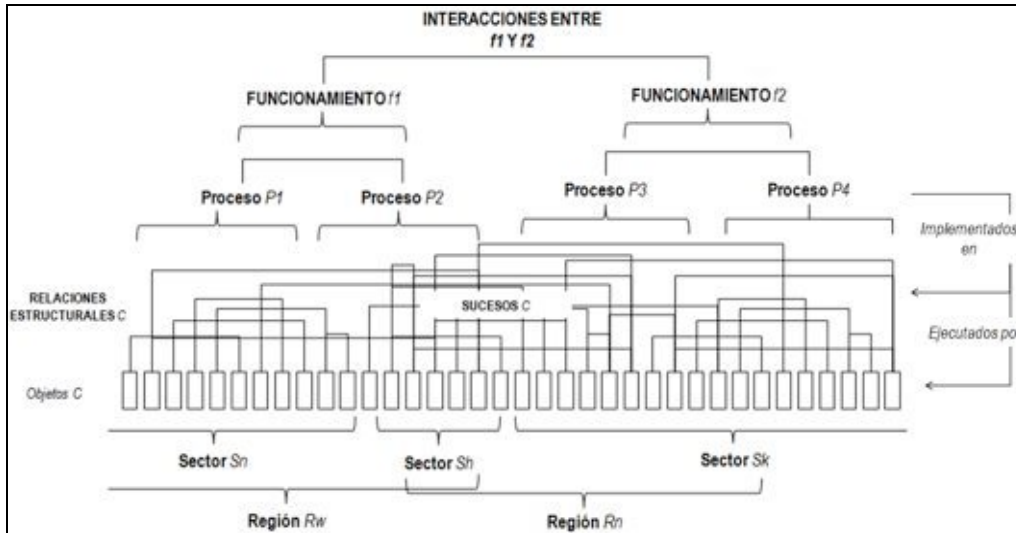 INTERACCIONES ENTRE
f1 Y f2
FUNCIONAMIENTO f1
FUNCIONAMIENTO f2
Proceso P1
Proceso P2
Proceso P3
Proceso P4
Implementados
en
RELACIONES
ESTRUCTURALES C
SUCESOS C
Ejecutados po
Objetos C
Sector Sn
Sector Sh
Sector Sk
Región Rw
Región Rn